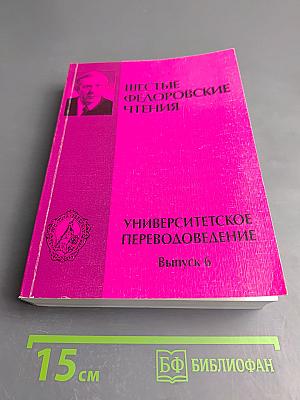 ШЕСТЫЕ
ФЕДОРОВСКИЕ
ЧТЕНИЯ
УНИВЕРСИТЕТСКОЕ
ПЕРЕВОДОВЕДЕНИЕ
Выпуск 6
15 см
БФ БИБЛИОФАН